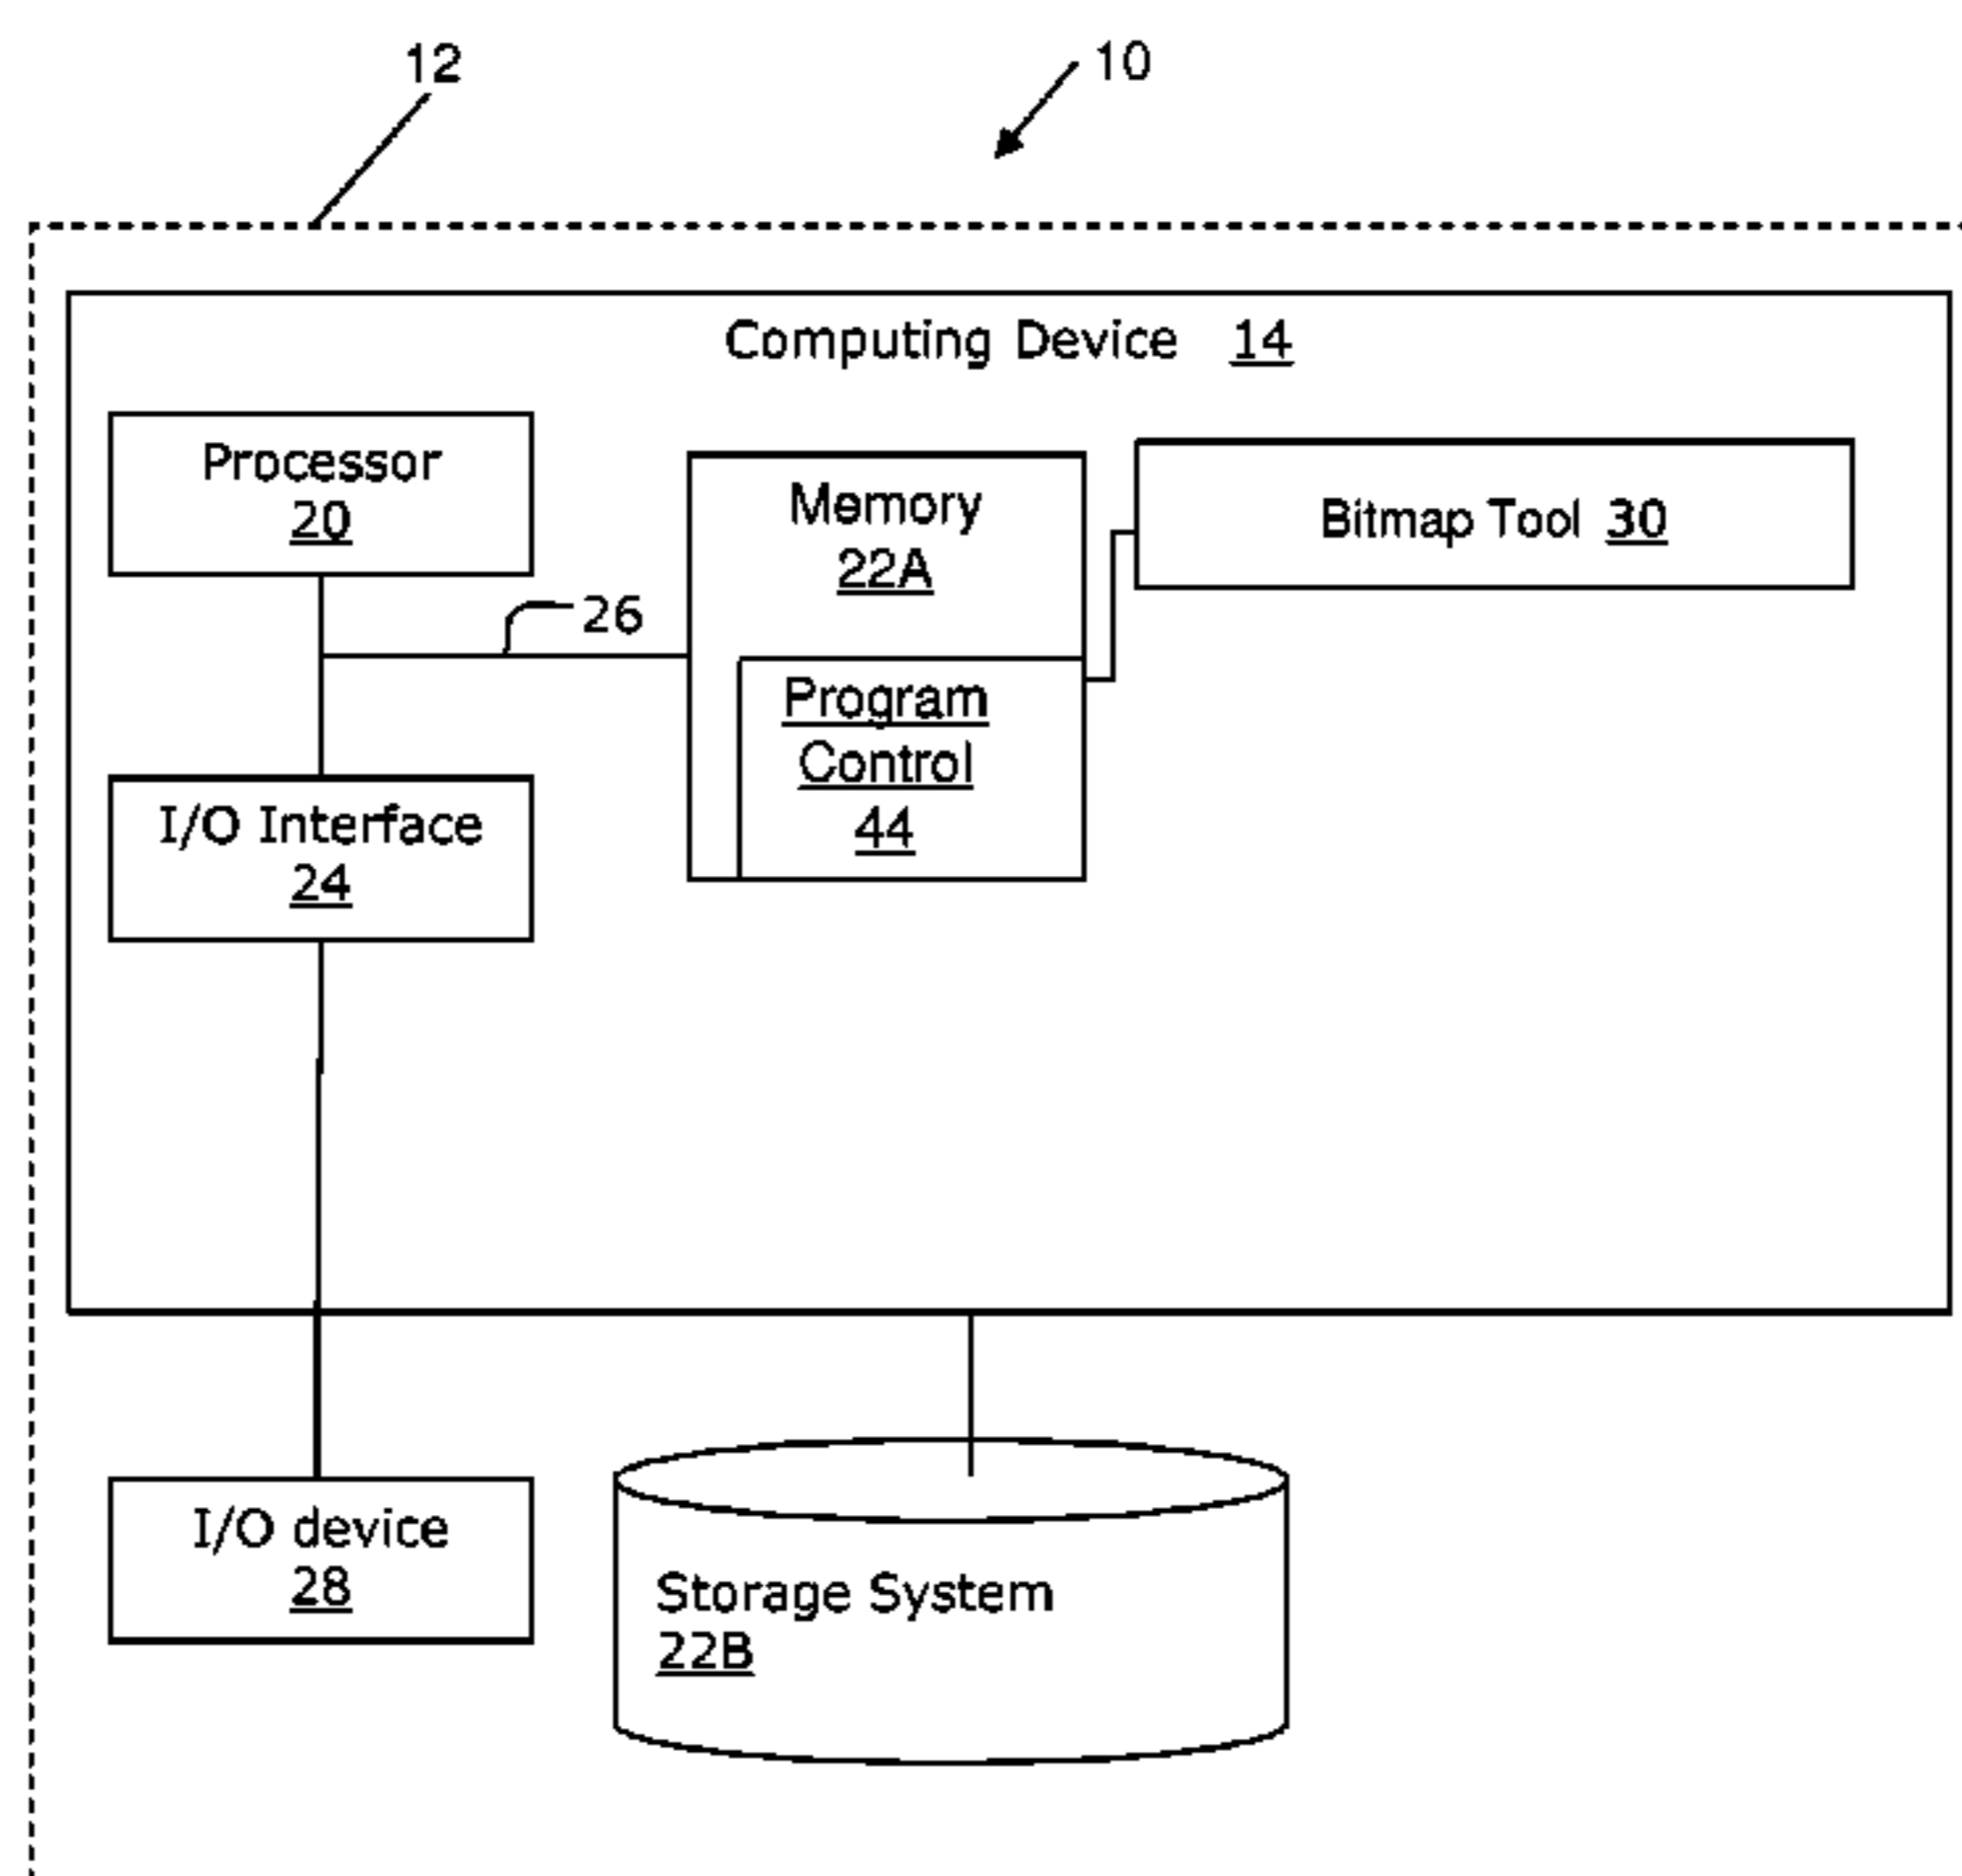 12
10
Computing Device 14
Processor
20
Memory
22A
Bitmap Tool 30
26
Program
Control
44
I/O Interface
24
I/O device
28
Storage System
22B